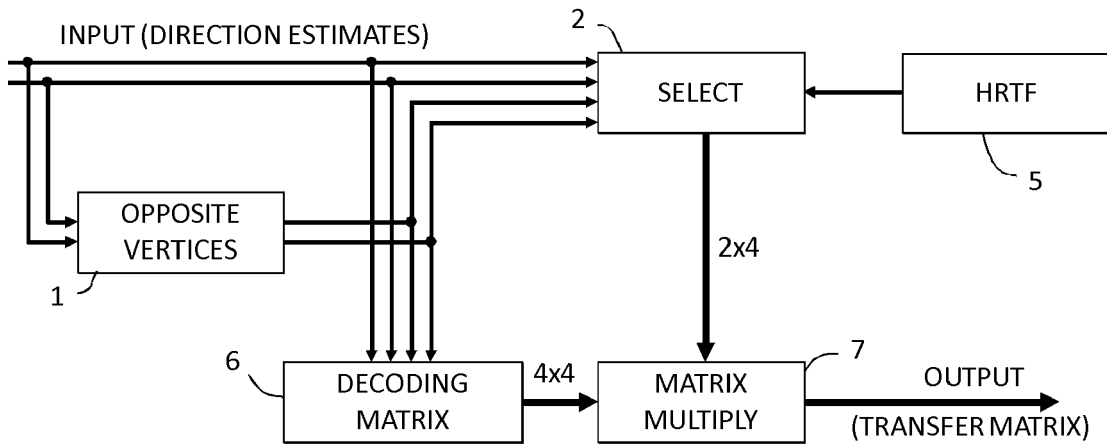 INPUT (DIRECTION ESTIMATES)
2
SELECT
HRTF
5
OPPOSITE
VERTICES
1
2x4
6
DECODING
MATRIX
4x4
MATRIX
MULTIPLY
7
OUTPUT
(TRANSFER MATRIX)